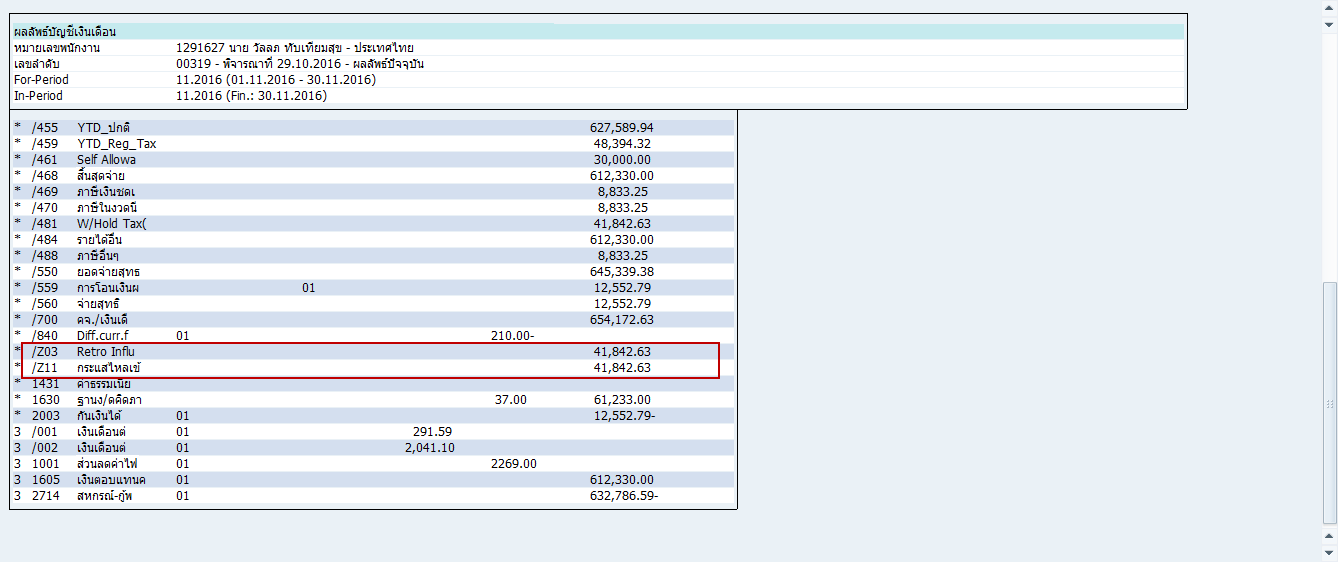 ผลลัพธ์บัญชีเงินเดือน
หมายเลขพนักงาน 1291627 นาย วัลลภ ทับเทียมสุข - ประเทศไทย
เลขลำดับ 00319 - พิจารณาที่ 29.10.2016 - ผลลัพธ์ปัจจุบัน
For-Period 11.2016 (01.11.2016 - 30.11.2016)
In-Period 11.2016 (Fin.: 30.11.2016)
* /455 YTD_ปกติ 627,589.94
* /459 YTD_Reg_Tax 48,394.32
* /461 Self Allowa 30,000.00
* /468 สิ้นสุดจ่าย 612,330.00
* /469 ภาษีเงินชดเ 8,833.25
* /470 ภาษีในงวดนี้ 8,833.25
* /481 W/Hold Tax( 41,842.63
* /484 รายได้อื่น 612,330.00
* /488 ภาษีอื่นๆ 8,833.25
* /550 ยอดจ่ายสุทธ 645,339.38
* /559 การโอนเงินผ 01 12,552.79
* /560 จ่ายสุทธิ 12,552.79
* /700 คจ./เงินเดื 654,172.63
* /840 Diff.curr.f 01 210.00-
* /Z03 Retro Influ 41,842.63
* /Z11 กระแสไหลเข้ 41,842.63
* 1431 ค่าธรรมเนีย
* 1630 ฐานง/ตคิดภา 37.00 61,233.00
* 2003 กันเงินได้ 01 12,552.79-
3 /001 เงินเดือนต่ 01 291.59
3 /002 เงินเดือนต่ 01 2,041.10
3 1001 ส่วนลดค่าไฟ 01 2269.00
3 1605 เงินตอบแทนค 01 612,330.00
3 2714 สหกรณ์-กู้พ 01 632,786.59-